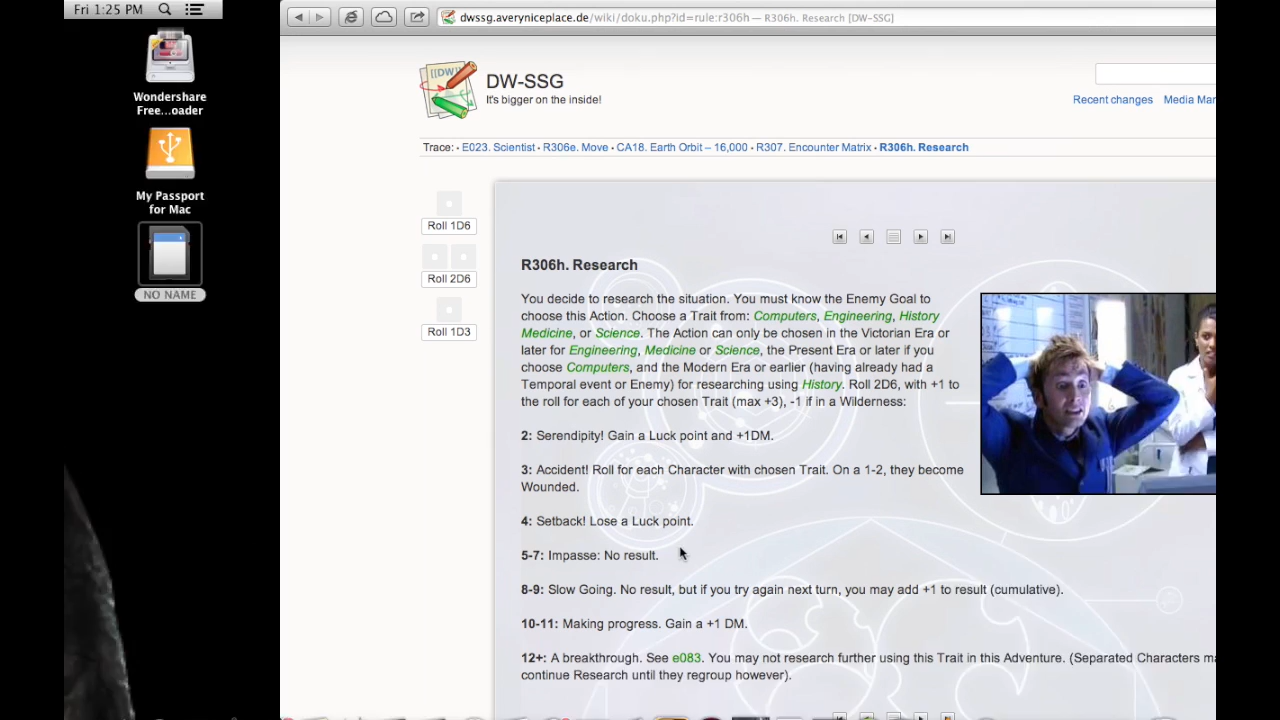 Fri 1:25 PM
Wondershare
Free...oader
My Passport
for Mac
NO NAME
dwssg.averyniceplace.de/wiki/doku.php?id=rule:r306h — R306h. Research [DW-SSG]
[[DW]]
DW-SSG
It's bigger on the inside!
Recent changes Media Man
Trace: • E023. Scientist • R306e. Move • CA18. Earth Orbit – 16,000 • R307. Encounter Matrix • R306h. Research
Roll 1D6
Roll 2D6
Roll 1D3
R306h. Research
You decide to research the situation. You must know the Enemy Goal to
choose this Action. Choose a Trait from: Computers, Engineering, History
Medicine, or Science. The Action can only be chosen in the Victorian Era or
later for Engineering, Medicine or Science, the Present Era or later if you
choose Computers, and the Modern Era or earlier (having already had a
Temporal event or Enemy) for researching using History. Roll 2D6, with +1 to
the roll for each of your chosen Trait (max +3), -1 if in a Wilderness:
2: Serendipity! Gain a Luck point and +1DM.
3: Accident! Roll for each Character with chosen Trait. On a 1-2, they become
Wounded.
4: Setback! Lose a Luck point.
5-7: Impasse: No result.
8-9: Slow Going. No result, but if you try again next turn, you may add +1 to result (cumulative).
10-11: Making progress. Gain a +1 DM.
12+: A breakthrough. See e083. You may not research further using this Trait in this Adventure. (Separated Characters ma
continue Research until they regroup however).